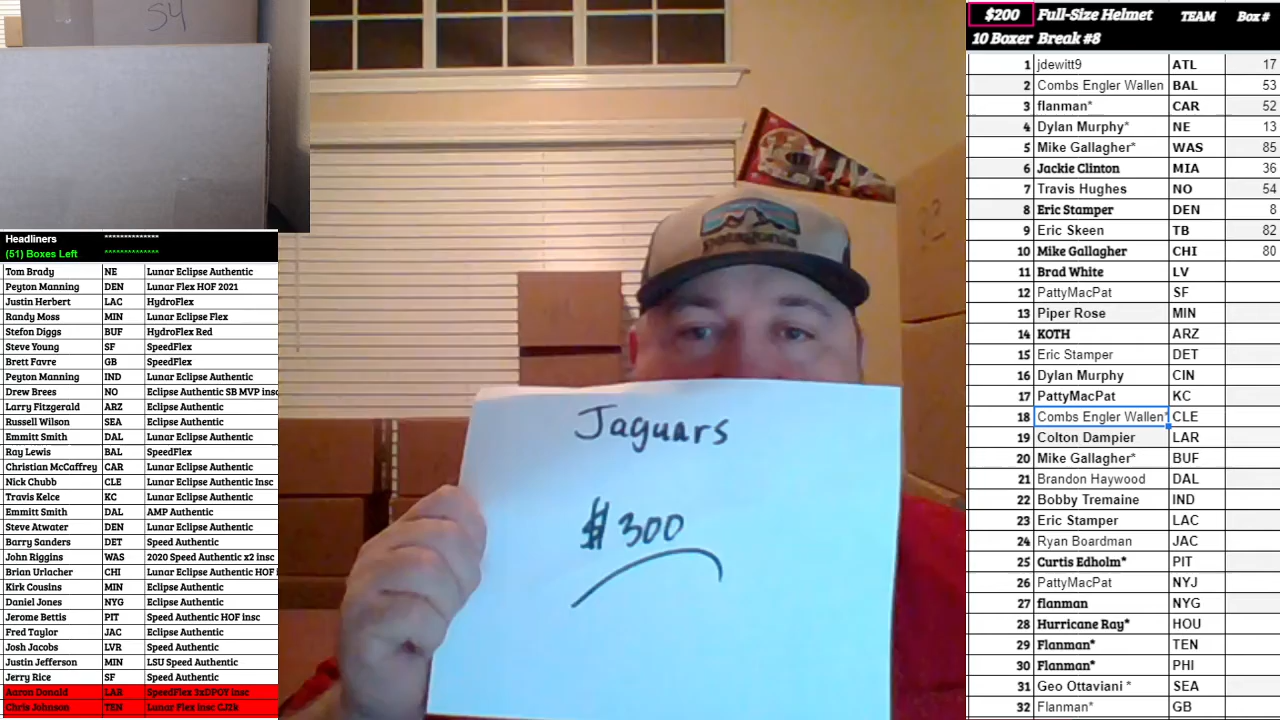 54
Headliners **************
(51) Boxes Left **************
Tom Brady NE Lunar Eclipse Authentic
Peyton Manning DEN Lunar Flex HOF 2021
Justin Herbert LAC HydroFlex
Randy Moss MIN Lunar Eclipse Flex
Stefon Diggs BUF HydroFlex Red
Steve Young SF SpeedFlex
Brett Favre GB SpeedFlex
Peyton Manning IND Lunar Eclipse Authentic
Drew Brees NO Eclipse Authentic SB MVP insc
Larry Fitzgerald ARZ Eclipse Authentic
Russell Wilson SEA Eclipse Authentic
Emmitt Smith DAL Lunar Eclipse Authentic
Ray Lewis BAL SpeedFlex
Christian McCaffrey CAR Lunar Eclipse Authentic
Nick Chubb CLE Lunar Eclipse Authentic Insc
Travis Kelce KC Lunar Eclipse Authentic
Emmitt Smith DAL AMP Authentic
Steve Atwater DEN Lunar Eclipse Authentic
Barry Sanders DET Speed Authentic
John Riggins WAS 2020 Speed Authentic x2 insc
Brian Urlacher CHI Lunar Eclipse Authentic HOF i
Kirk Cousins MIN Eclipse Authentic
Daniel Jones NYG Eclipse Authentic
Jerome Bettis PIT Speed Authentic HOF insc
Fred Taylor JAC Eclipse Authentic
Josh Jacobs LVR Speed Authentic
Justin Jefferson MIN LSU Speed Authentic
Jerry Rice SF Speed Authentic
Aaron Donald LAR SpeedFlex 3xDPOY insc
Chris Johnson TEN Lunar Flex insc CJ2k
patagonia
Jaguars
$300
$200 Full-Size Helmet TEAM Box #
10 Boxer Break #8
1 jdewitt9 ATL 17
2 Combs Engler Wallen BAL 53
3 flanman* CAR 52
4 Dylan Murphy* NE 13
5 Mike Gallagher* WAS 85
6 Jackie Clinton MIA 36
7 Travis Hughes NO 54
8 Eric Stamper DEN 8
9 Eric Skeen TB 82
10 Mike Gallagher CHI 80
11 Brad White LV
12 PattyMacPat SF
13 Piper Rose MIN
14 KOTH ARZ
15 Eric Stamper DET
16 Dylan Murphy CIN
17 PattyMacPat KC
18 Combs Engler Wallen* CLE
19 Colton Dampier LAR
20 Mike Gallagher* BUF
21 Brandon Haywood DAL
22 Bobby Tremaine IND
23 Eric Stamper LAC
24 Ryan Boardman JAC
25 Curtis Edholm* PIT
26 PattyMacPat NYJ
27 flanman NYG
28 Hurricane Ray* HOU
29 Flanman* TEN
30 Flanman* PHI
31 Geo Ottaviani * SEA
32 Flanman* GB